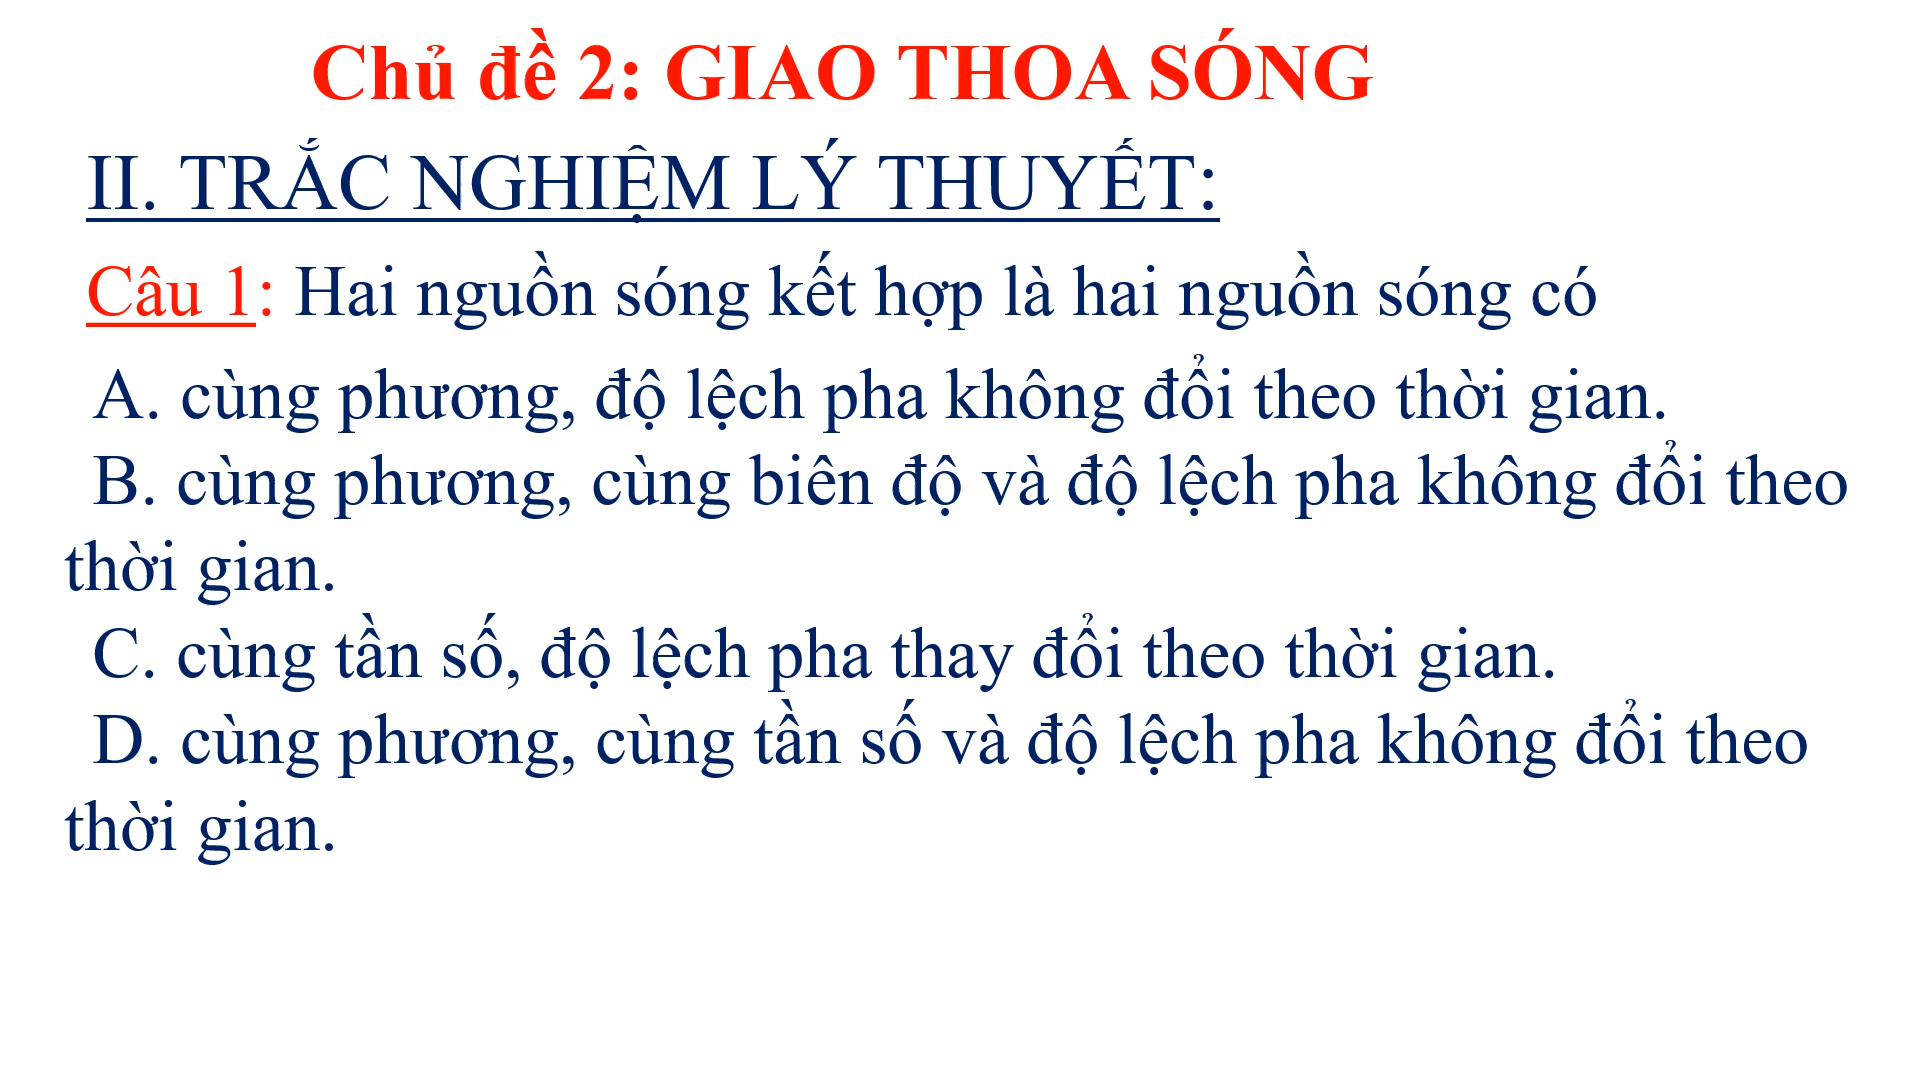 Chủ đề 2: GIAO THOA SÓNG
II. TRẮC NGHIỆM LÝ THUYẾT:
Câu 1: Hai nguồn sóng kết hợp là hai nguồn sóng có
A. cùng phương, độ lệch pha không đổi theo thời gian.
B. cùng phương, cùng biên độ và độ lệch pha không đổi theo
thời gian.
C. cùng tần số, độ lệch pha thay đổi theo thời gian.
D. cùng phương, cùng tần số và độ lệch pha không đổi theo
thời gian.